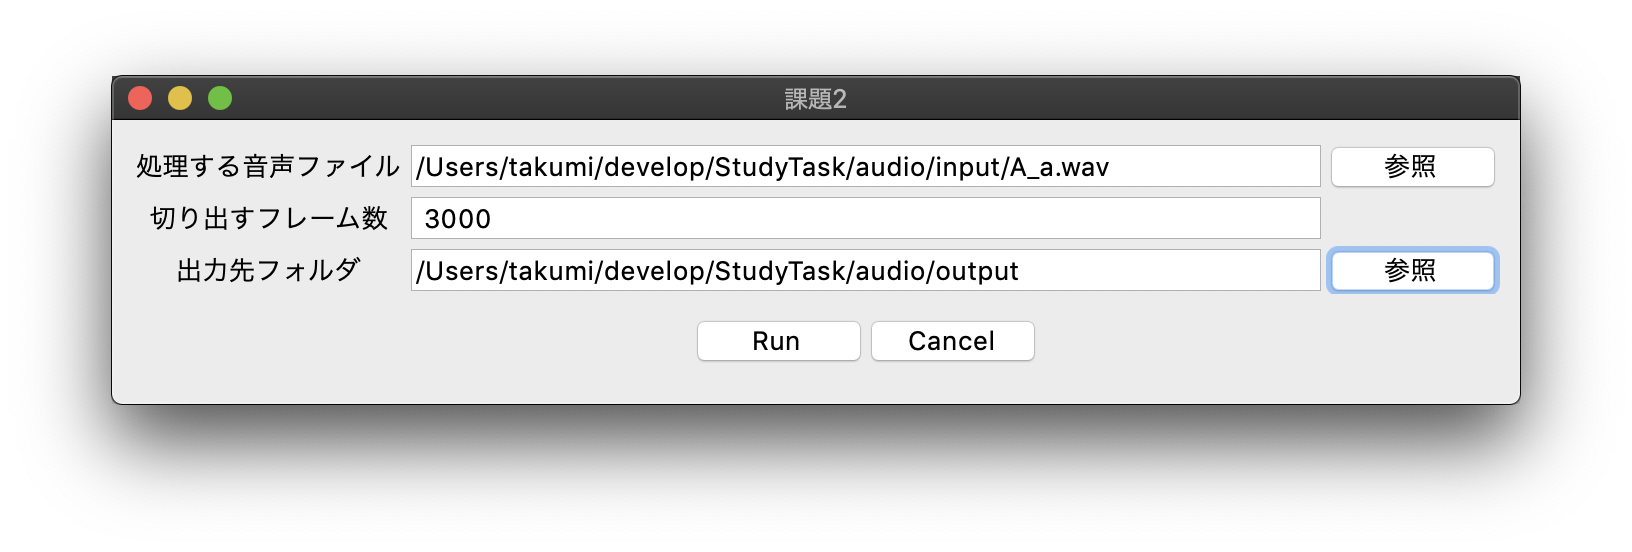 課題2
処理する音声ファイル /Users/takumi/develop/StudyTask/audio/input/A_a.wav 参照
切り出すフレーム数 3000
出力先フォルダ /Users/takumi/develop/StudyTask/audio/output 参照
Run Cancel